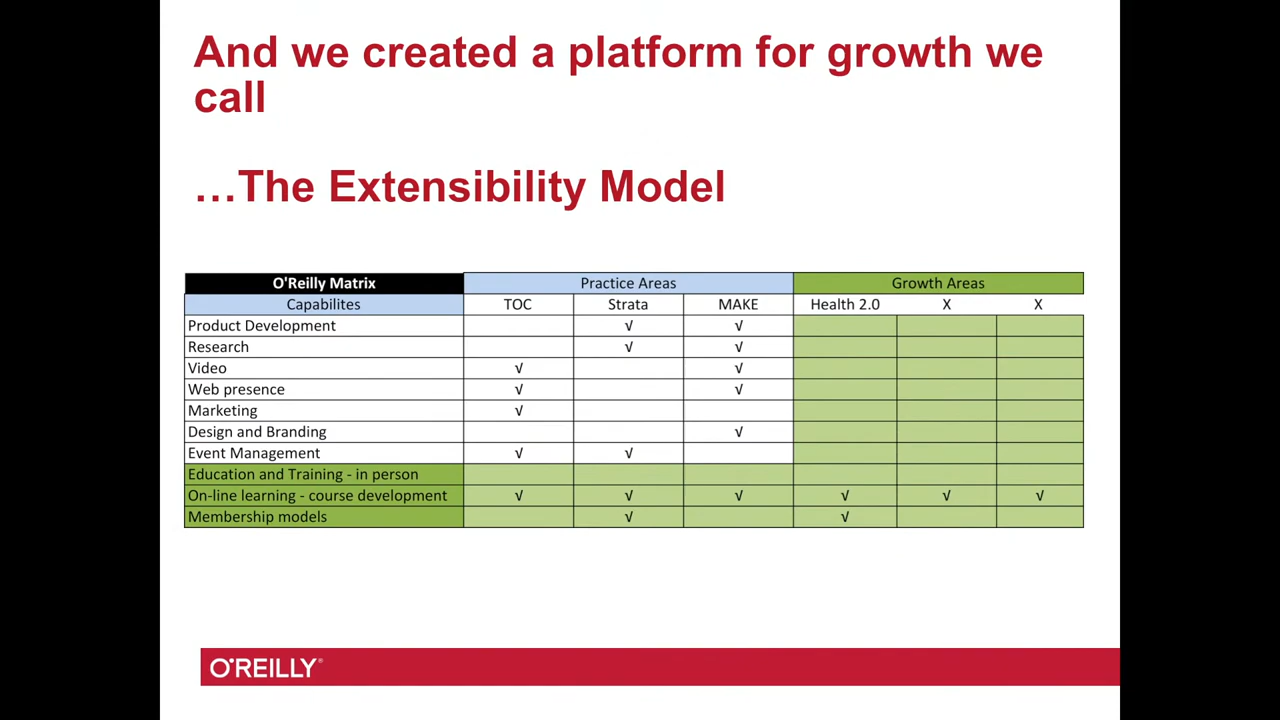 And we created a platform for growth we
call
…The Extensibility Model
O'Reilly Matrix Practice Areas Growth Areas
Capabilites TOC Strata MAKE Health 2.0 X X
Product Development √ √
Research √ √
Video √ √
Web presence √ √
Marketing √
Design and Branding √
Event Management √ √
Education and Training - in person
On-line learning - course development √ √ √ √ √ √
Membership models √ √
O'REILLY®